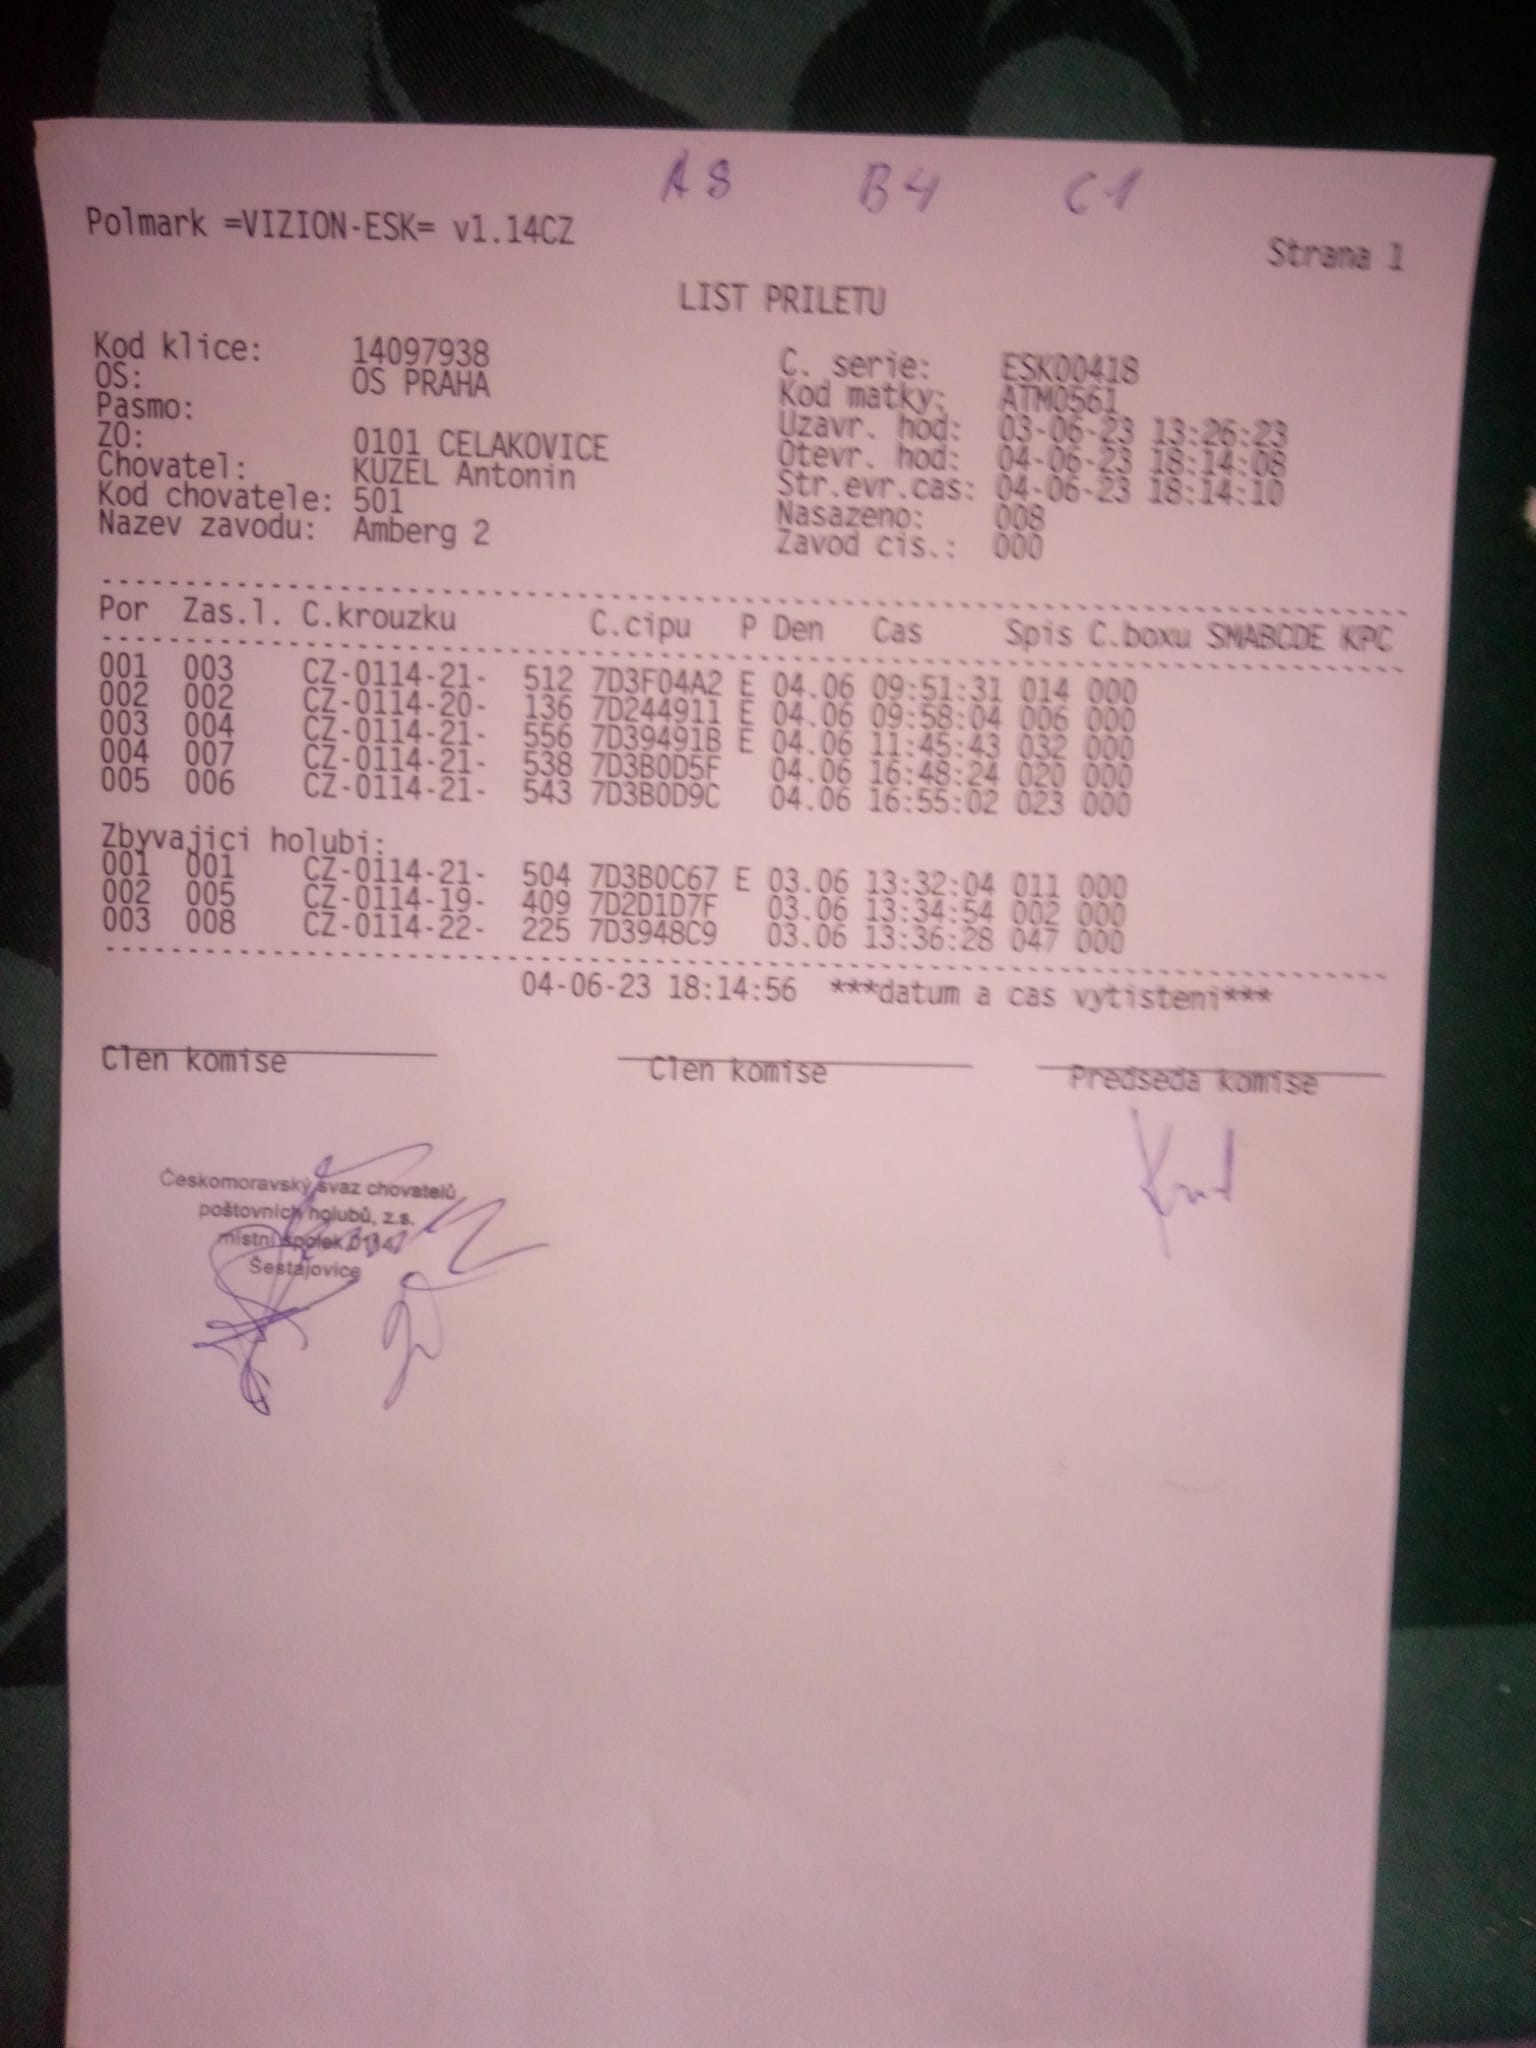 A8 B4 C1
Polmark =VIZION-ESK= v1.14CZ
Strana 1
LIST PRILETU
Kod klice: 14097938 C. serie: ESK00418
OS: OS PRAHA Kod matky: ATM0561
Pasmo: Uzavr. hod: 03-06-23 13:26:23
ZO: 0101 CELAKOVICE Otevr. hod: 04-06-23 18:14:08
Chovatel: KUZEL Antonin Str.evr.cas: 04-06-23 18:14:10
Kod chovatele: 501 Nasazeno: 008
Nazev zavodu: Amberg 2 Zavod cis.: 000
Por Zas.l. C.krouzku C.cipu P Den Cas Spis C.boxu SMABCDE KPC
001 003 CZ-0114-21- 512 7D3F04A2 E 04.06 09:51:31 014 000
002 002 CZ-0114-20- 136 7D244911 E 04.06 09:58:04 006 000
003 004 CZ-0114-21- 556 7D39491B E 04.06 11:45:43 032 000
004 007 CZ-0114-21- 538 7D3B0D5F 04.06 16:48:24 020 000
005 006 CZ-0114-21- 543 7D3B0D9C 04.06 16:55:02 023 000
Zbyvajici holubi:
001 001 CZ-0114-21- 504 7D3B0C67 E 03.06 13:32:04 011 000
002 005 CZ-0114-19- 409 7D2D1D7F 03.06 13:34:54 002 000
003 008 CZ-0114-22- 225 7D3948C9 03.06 13:36:28 047 000
04-06-23 18:14:56 ***datum a cas vytisteni***
Clen komise Clen komise Predseda komise
Českomoravský svaz chovatelů
poštovních holubů, z.s.
místní spolek 0114
Šestajovice